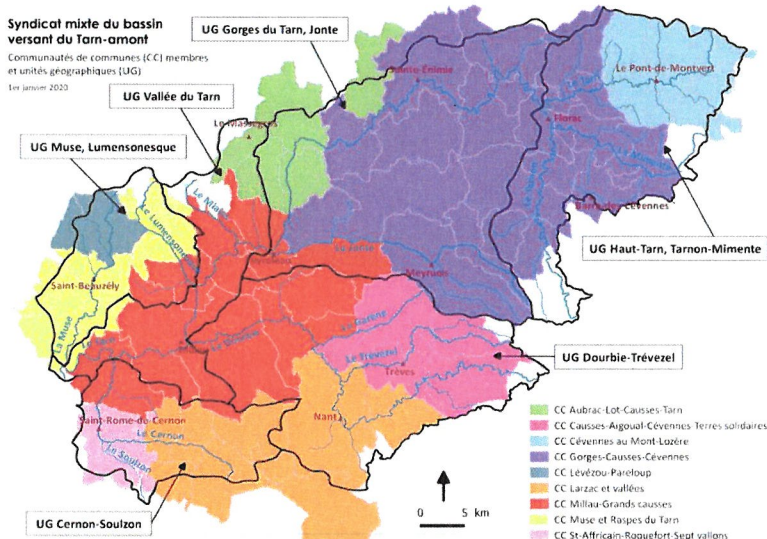 Syndicat mixte du bassin
versant du Tarn-amont
Communautés de communes (CC) membres
et unités géographiques (UG)
1er janvier 2020
UG Gorges du Tarn, Jonte
UG Vallée du Tarn
UG Muse, Lumensonesque
Sainte-Enimie
Le Pont-de-Montvert
Le Massegros
Florac
Barre-des-Cévennes
UG Haut-Tarn, Tarnon-Mimente
Saint-Beauzély
La Muse
Meyrueis
Le Trévezel
Trèves
UG Dourbie-Trévezel
Nant
Saint-Rome-de-Cernon
Le Cernon
Le Soulzon
UG Cernon-Soulzon
0 5 km
CC Aubrac-Lot-Causses-Tarn
CC Causses-Aigoual-Cévennes Terres solidaires
CC Cévennes au Mont-Lozère
CC Gorges-Causses-Cévennes
CC Lévézou-Pareloup
CC Larzac et vallées
CC Millau-Grands causses
CC Muse et Raspes du Tarn
CC St-Affricain-Roquefort-Sept vallons